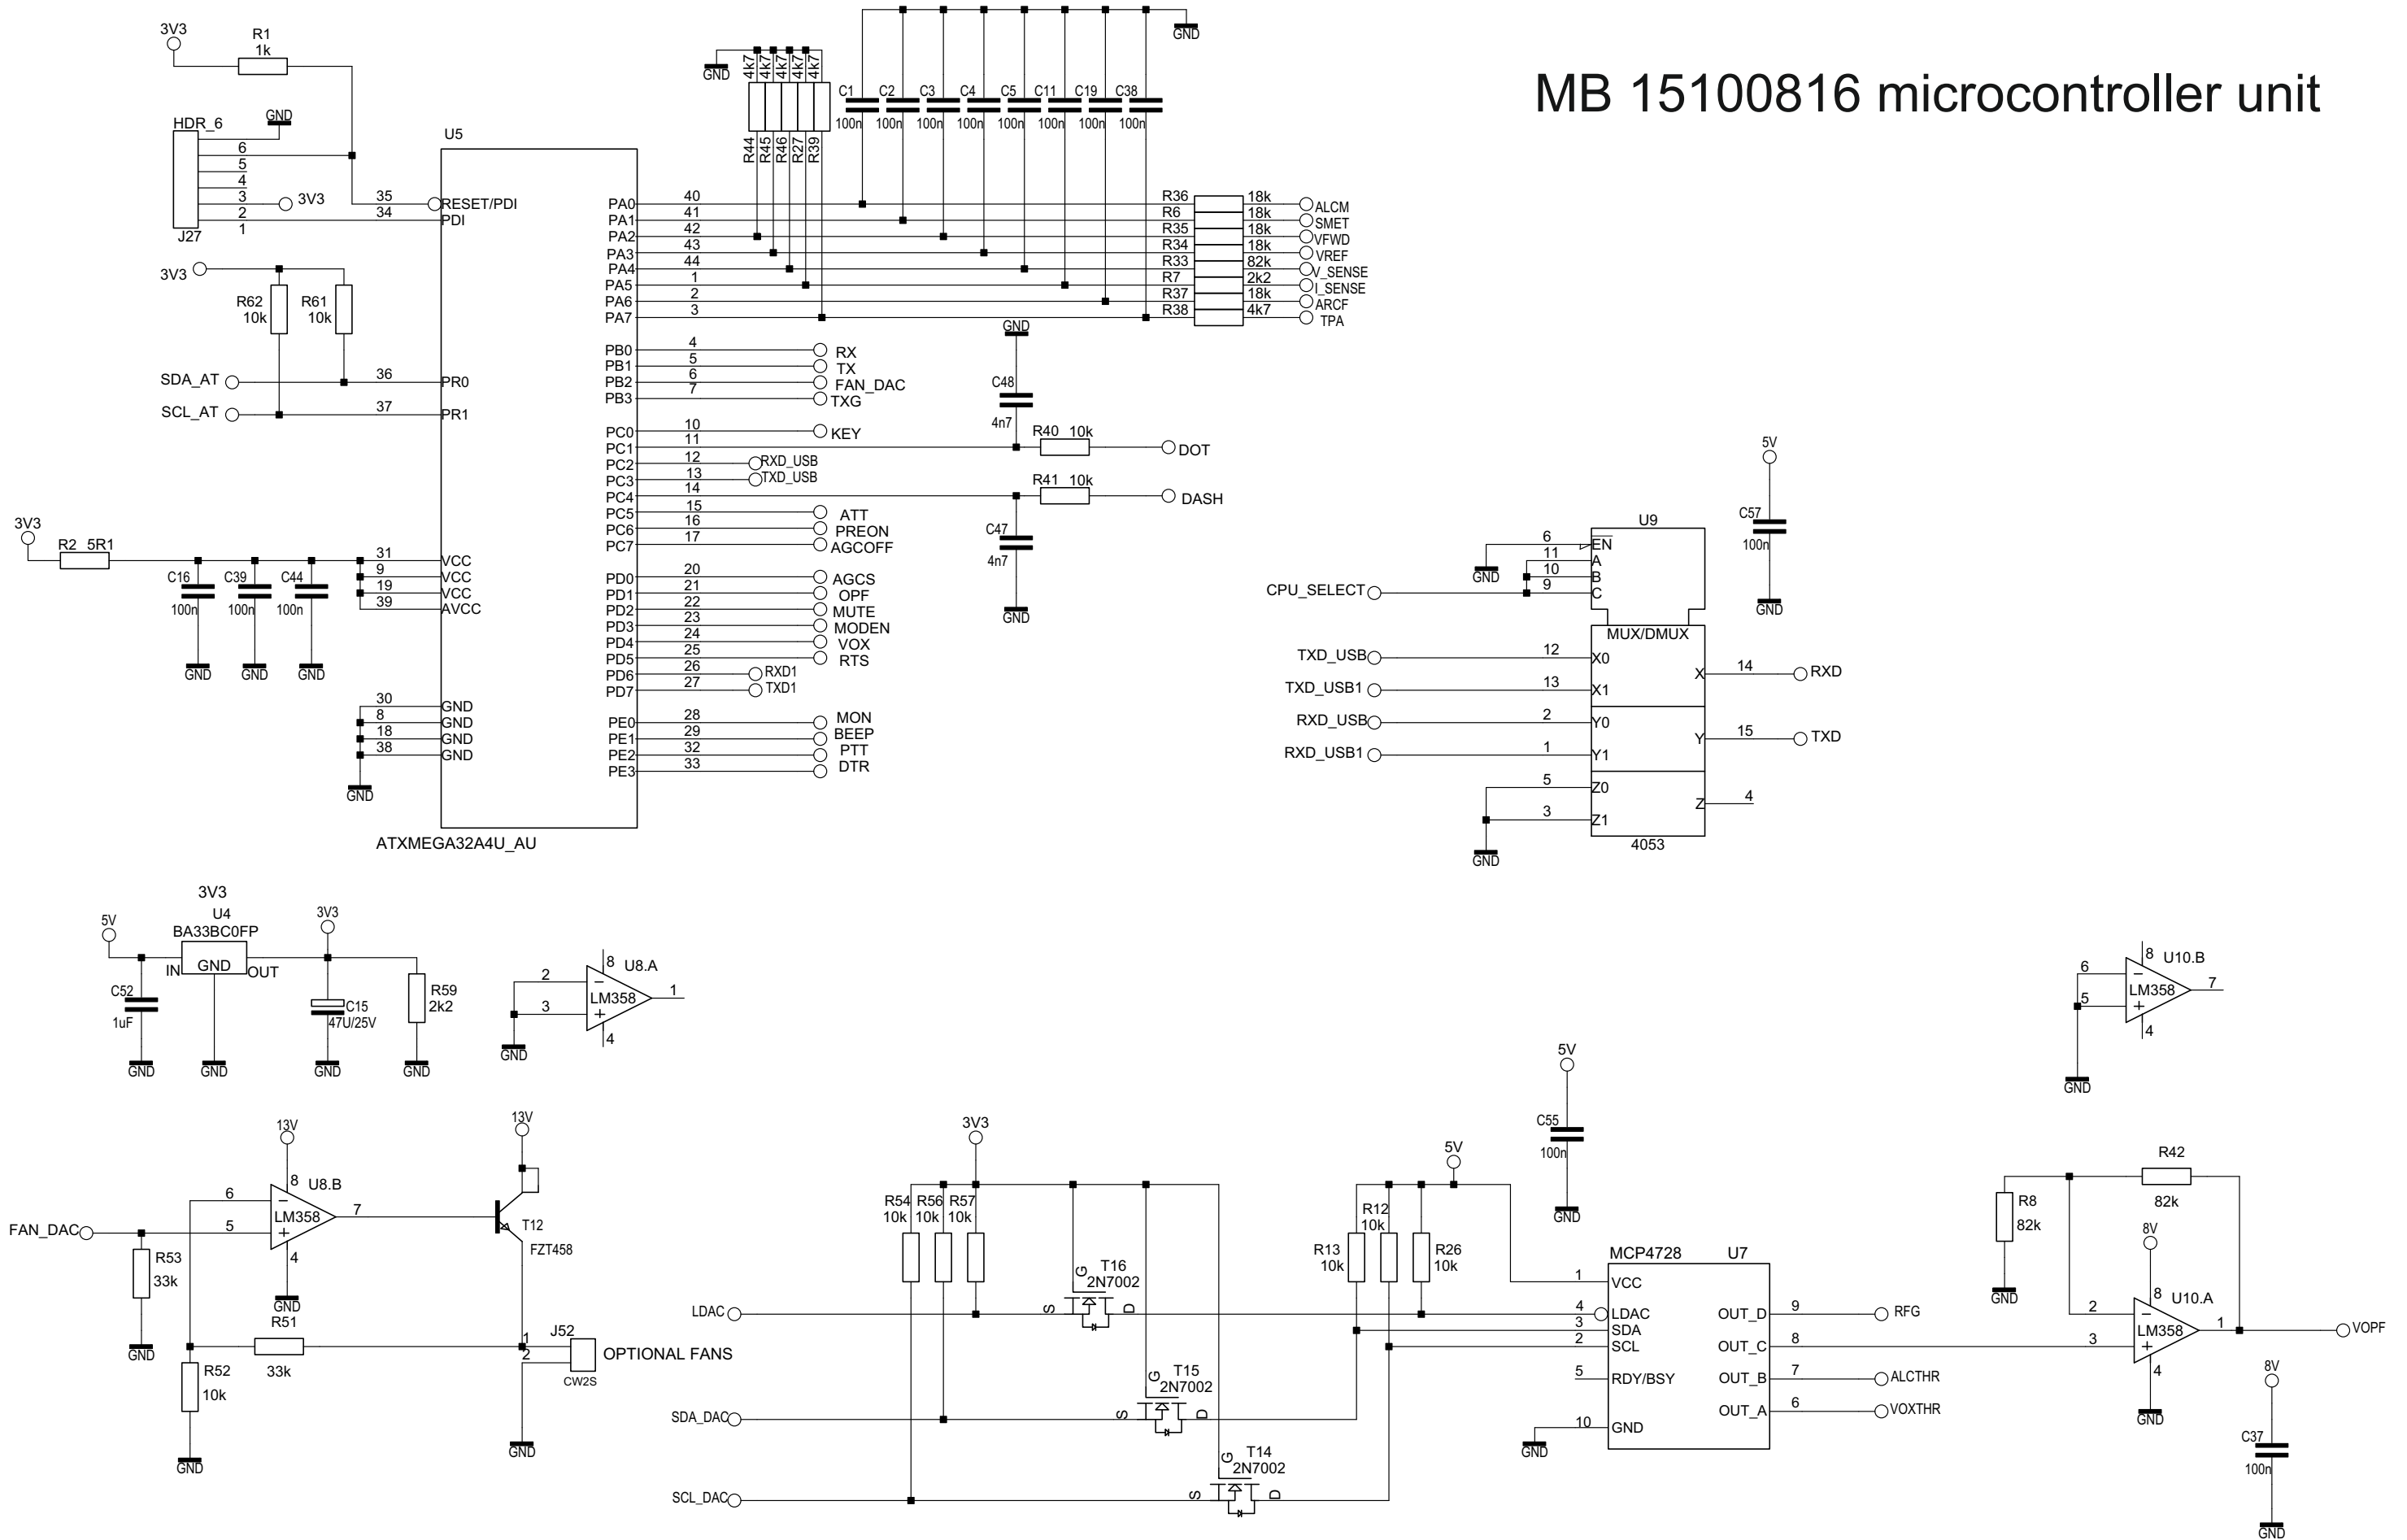 MB 15100816 microcontroller unit
3V3
R1
1k
GND
HDR_6
6
5
4
3
2
1
3V3
J27
U5
35
34
RESET/PDI
PDI
3V3
R62
10k
R61
10k
SDA_AT
36
PR0
SCL_AT
37
PR1
3V3
R2 5R1
C16
100n
C39
100n
C44
100n
GND
GND
GND
31
9
19
39
VCC
VCC
VCC
AVCC
30
8
18
38
GND
GND
GND
GND
GND
ATXMEGA32A4U_AU
GND
4k7
4k7
4k7
4k7
4k7
R44
R45
R46
R27
R39
C1
100n
C2
100n
C3
100n
C4
100n
C5
100n
C11
100n
C19
100n
C38
100n
GND
PA0 40 R36 18k ALCM
PA1 41 R6 18k SMET
PA2 42 R35 18k VFWD
PA3 43 R34 18k VREF
PA4 44 R33 82k V_SENSE
PA5 1 R7 2k2 I_SENSE
PA6 2 R37 18k ARCF
PA7 3 R38 4k7 TPA
PB0 4 RX
PB1 5 TX
PB2 6 FAN_DAC
PB3 7 TXG
PC0 10 KEY
PC1 11 R40 10k DOT
PC2 12 RXD_USB
PC3 13 TXD_USB
PC4 14 R41 10k DASH
PC5 15 ATT
PC6 16 PREON
PC7 17 AGCOFF
PD0 20 AGCS
PD1 21 OPF
PD2 22 MUTE
PD3 23 MODEN
PD4 24 VOX
PD5 25 RTS
PD6 26 RXD1
PD7 27 TXD1
PE0 28 MON
PE1 29 BEEP
PE2 32 PTT
PE3 33 DTR
GND
C48
4n7
C47
4n7
GND
5V
C57
100n
GND
U9
6 EN
11 A
10 B
9 C
GND
CPU_SELECT
MUX/DMUX
TXD_USB 12 X0
TXD_USB1 13 X1
X 14 RXD
RXD_USB 2 Y0
RXD_USB1 1 Y1
Y 15 TXD
5 Z0
3 Z1
Z 4
GND
4053
3V3
U4
BA33BC0FP
5V
IN GND OUT
3V3
C52
1uF
C15
47U/25V
R59
2k2
GND
GND
GND
GND
U8.A
LM358
2
3
8
4
1
−
+
GND
U10.B
LM358
6
5
8
4
7
−
+
GND
13V
8 U8.B
LM358
6
5
4
7
−
+
FAN_DAC
R53
33k
GND
GND
R51
33k
R52
10k
GND
13V
T12
FZT458
1
2
J52
CW2S
OPTIONAL FANS
GND
3V3
R54
10k
R56
10k
R57
10k
LDAC
SDA_DAC
SCL_DAC
T16
2N7002
G
S
D
T15
2N7002
G
S
D
T14
2N7002
G
S
D
5V
R13
10k
R12
10k
R26
10k
5V
C55
100n
GND
MCP4728 U7
1 VCC
4 LDAC
3 SDA
2 SCL
5 RDY/BSY
10 GND
GND
OUT_D 9 RFG
OUT_C 8
OUT_B 7 ALCTHR
OUT_A 6 VOXTHR
R42
82k
R8
82k
GND
8V
8 U10.A
LM358
2
3
4
1
−
+
VOPF
GND
8V
C37
100n
GND